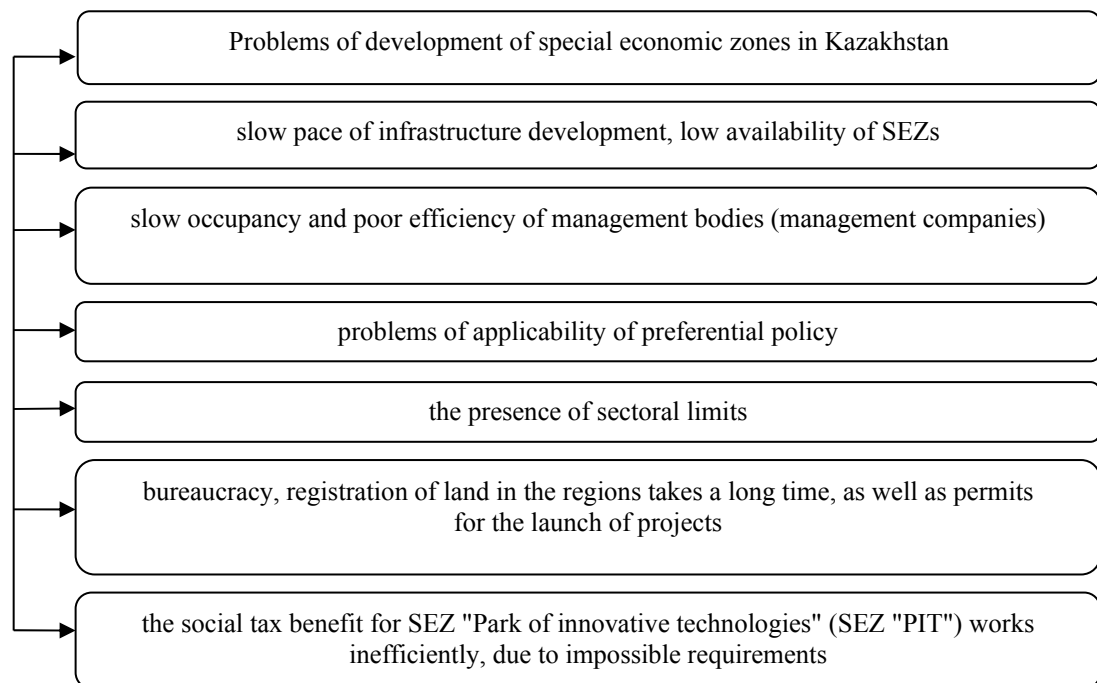 Problems of development of special economic zones in Kazakhstan
slow pace of infrastructure development, low availability of SEZs
slow occupancy and poor efficiency of management bodies (management companies)
problems of applicability of preferential policy
the presence of sectoral limits
bureaucracy, registration of land in the regions takes a long time, as well as permits
for the launch of projects
the social tax benefit for SEZ "Park of innovative technologies" (SEZ "PIT") works
inefficiently, due to impossible requirements